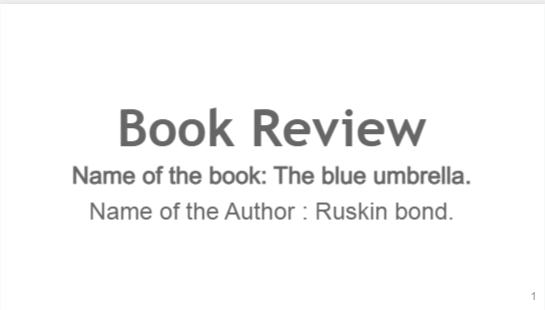 Book Review
Name of the book: The blue umbrella.
Name of the Author : Ruskin bond.
1